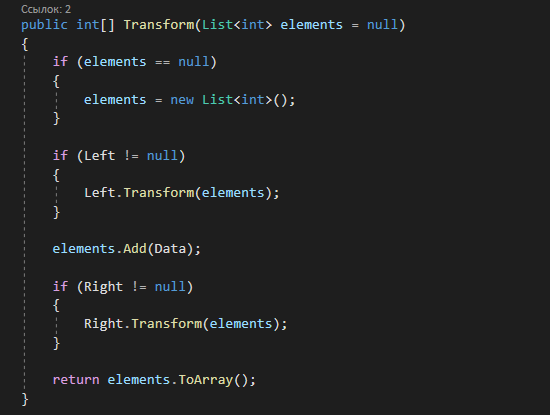 Ссылок: 2
public int[] Transform(List<int> elements = null)
{
if (elements == null)
{
elements = new List<int>();
}
if (Left != null)
{
Left.Transform(elements);
}
elements.Add(Data);
if (Right != null)
{
Right.Transform(elements);
}
return elements.ToArray();
}